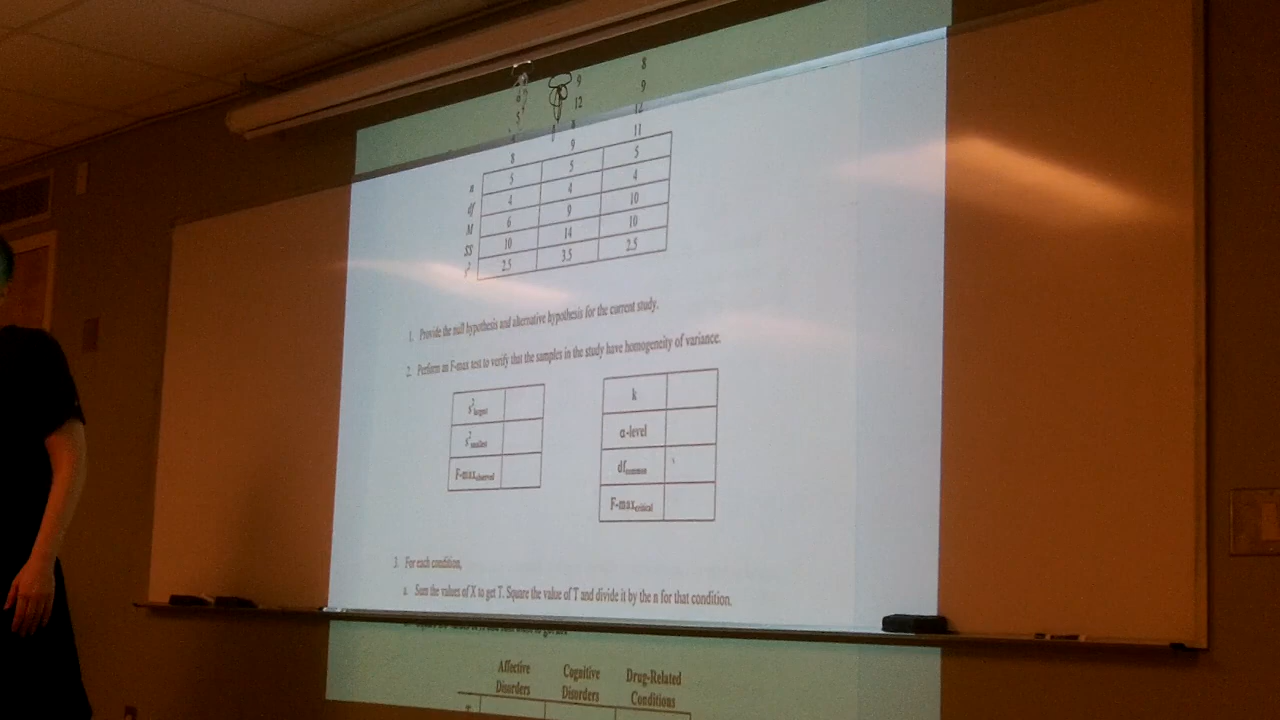 8
9 9
5 12 12
8 9 11
n 5 5 5
df 4 4 4
M 6 9 10
SS 10 14 10
s² 2.5 3.5 2.5
1. Provide the null hypothesis and alternative hypothesis for the current study.
2. Perform an F-max test to verify that the samples in the study have homogeneity of variance.
s²largest k
s²smallest α-level
F-maxobserved dfcommon
F-maxcritical
3. For each condition,
a. Sum the values of X to get T. Square the value of T and divide it by the n for that condition.
Affective Cognitive Drug-Related
Disorders Disorders Conditions